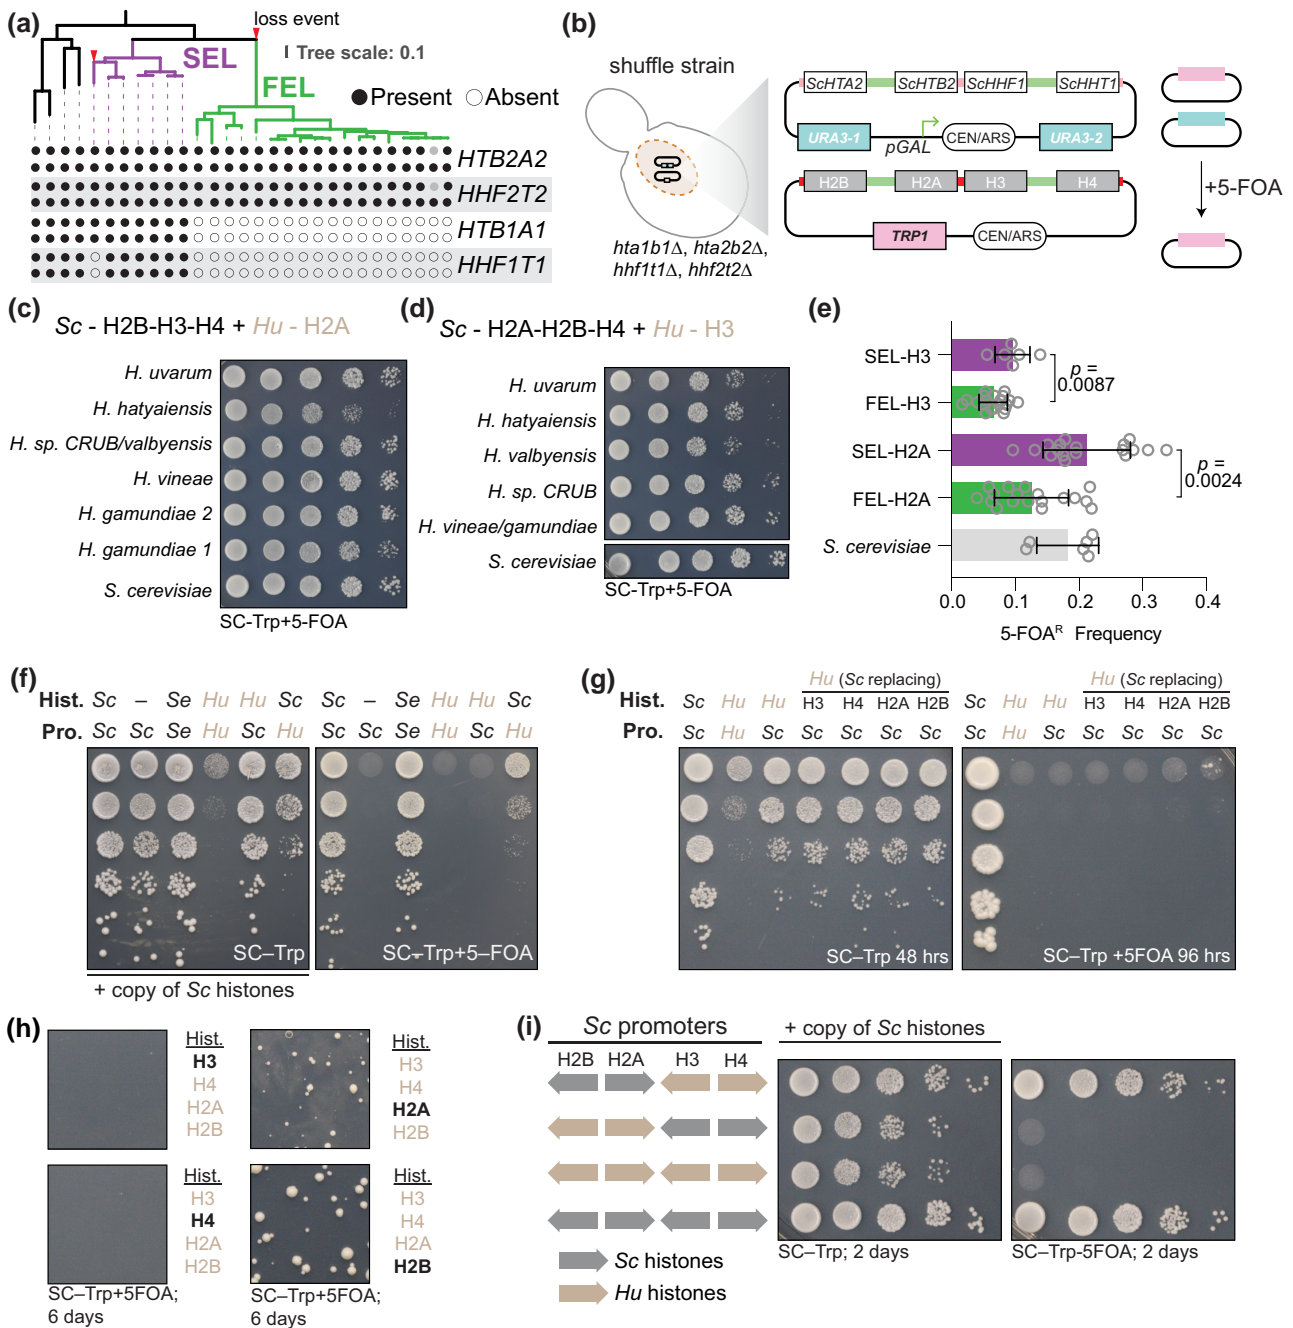 (a)
loss event
SEL
Tree scale: 0.1
FEL
Present
Absent
HTB2A2
HHF2T2
HTB1A1
HHF1T1
(b)
shuffle strain
hta1b1Δ, hta2b2Δ,
hhf1t1Δ, hhf2t2Δ
ScHTA2
ScHTB2
ScHHF1
ScHHT1
URA3-1
pGAL
CEN/ARS
URA3-2
H2B
H2A
H3
H4
TRP1
CEN/ARS
+5-FOA
(c)
Sc - H2B-H3-H4 + Hu - H2A
H. uvarum
H. hatyaiensis
H. sp. CRUB/valbyensis
H. vineae
H. gamundiae 2
H. gamundiae 1
S. cerevisiae
SC-Trp+5-FOA
(d)
Sc - H2A-H2B-H4 + Hu - H3
H. uvarum
H. hatyaiensis
H. valbyensis
H. sp. CRUB
H. vineae/gamundiae
S. cerevisiae
SC-Trp+5-FOA
(e)
SEL-H3
FEL-H3
SEL-H2A
FEL-H2A
S. cerevisiae
p =
0.0087
p =
0.0024
0.0 0.1 0.2 0.3 0.4
5-FOA^R Frequency
(f)
Hist. Sc – Se Hu Hu Sc Sc – Se Hu Hu Sc
Pro. Sc Sc Se Hu Sc Hu Sc Sc Se Hu Sc Hu
SC–Trp
SC–Trp+5–FOA
+ copy of Sc histones
(g)
Hu (Sc replacing)
Hu (Sc replacing)
Hist. Sc Hu Hu H3 H4 H2A H2B Sc Hu Hu H3 H4 H2A H2B
Pro. Sc Hu Sc Sc Sc Sc Sc Sc Hu Sc Sc Sc Sc Sc
SC–Trp 48 hrs
SC–Trp +5FOA 96 hrs
(h)
Hist.
H3
H4
H2A
H2B
Hist.
H3
H4
H2A
H2B
Hist.
H3
H4
H2A
H2B
Hist.
H3
H4
H2A
H2B
SC–Trp+5FOA;
6 days
SC–Trp+5FOA;
6 days
(i)
Sc promoters
H2B H2A H3 H4
Sc histones
Hu histones
+ copy of Sc histones
SC–Trp; 2 days
SC–Trp-5FOA; 2 days